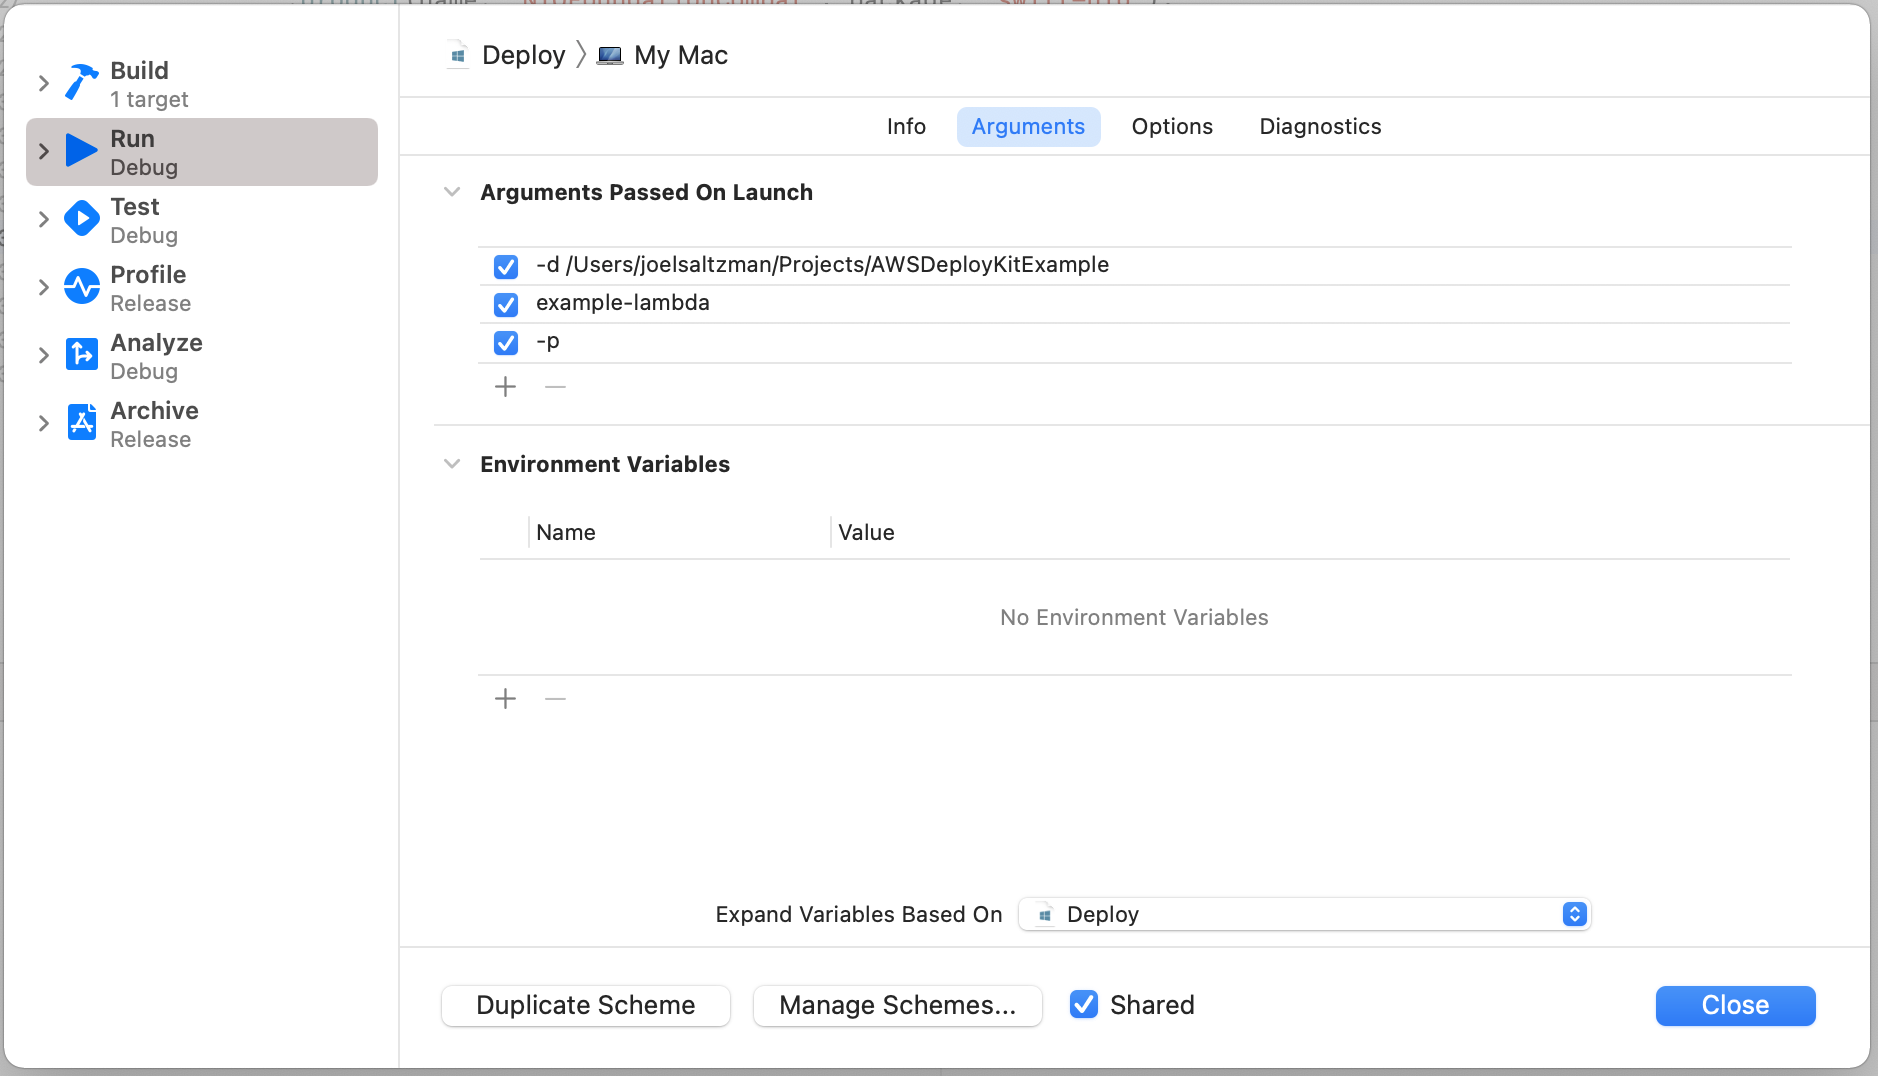 Build
1 target
Run
Debug
Test
Debug
Profile
Release
Analyze
Debug
Archive
Release
Deploy My Mac
Info Arguments Options Diagnostics
Arguments Passed On Launch
-d /Users/joelsaltzman/Projects/AWSDeployKitExample
example-lambda
-p
Environment Variables
Name Value
No Environment Variables
Expand Variables Based On Deploy
Duplicate Scheme Manage Schemes... Shared Close